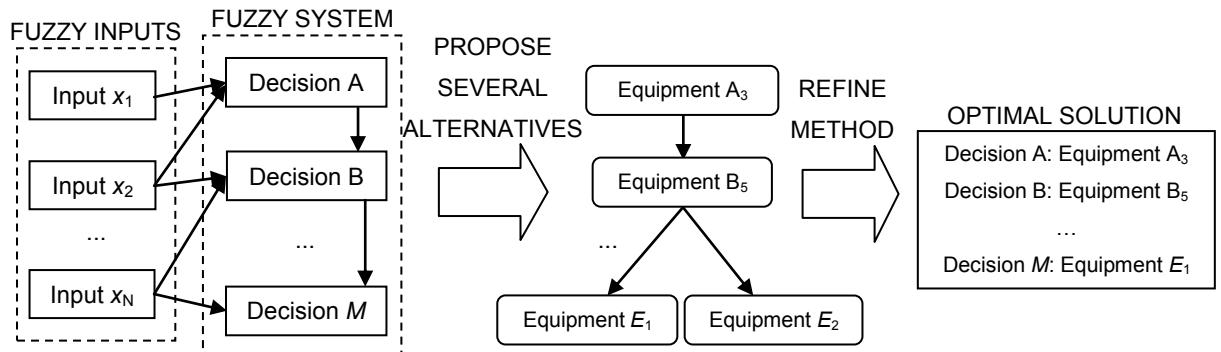 FUZZY INPUTS
Input x1
Input x2
...
Input xN
FUZZY SYSTEM
Decision A
Decision B
...
Decision M
PROPOSE
SEVERAL
ALTERNATIVES
Equipment A3
Equipment B5
...
Equipment E1
Equipment E2
REFINE
METHOD
OPTIMAL SOLUTION
Decision A: Equipment A3
Decision B: Equipment B5
…
Decision M: Equipment E1